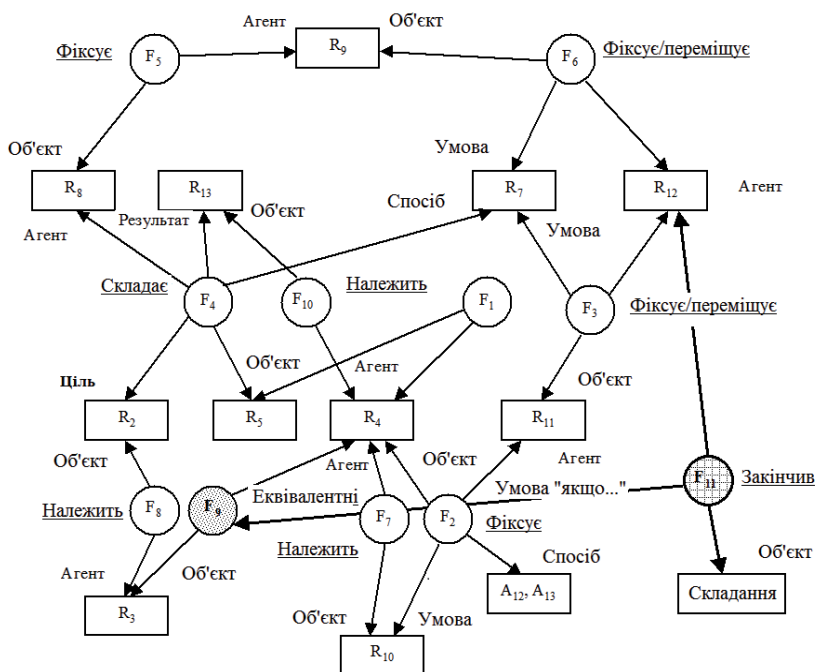 Агент
Об'єкт
Фіксує
F5
R9
F6
Фіксує/переміщує
Об'єкт
Умова
R8
R13
R7
R12
Агент
Агент
Результат
Об'єкт
Спосіб
Умова
Складає
F4
F10
Належить
F1
F3
Фіксує/переміщує
Ціль
Об'єкт
Агент
Об'єкт
R2
R5
R4
R11
Об'єкт
Агент
Об'єкт
Агент
F11
Закінчив
Належить
F8
F9
Еквівалентні
F7
F2
Умова "якщо..."
Фіксує
Належить
Агент
Об'єкт
Спосіб
Об'єкт
R3
A12, A13
Складання
Об'єкт
Умова
R10